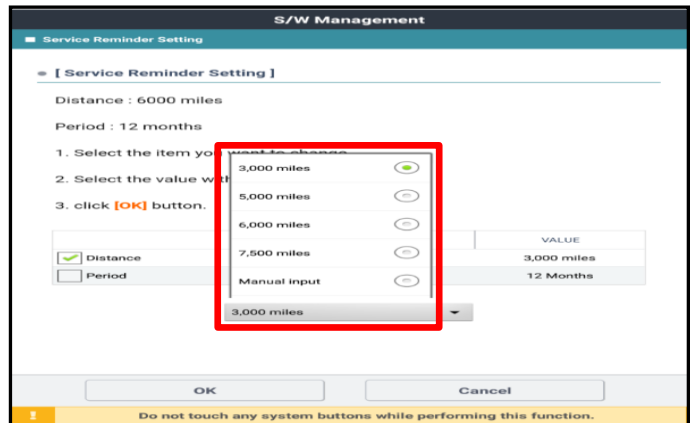 S/W Management
Service Reminder Setting
[ Service Reminder Setting ]
Distance : 6000 miles
Period : 12 months
1. Select the item you want to change
2. Select the value with
3. click [OK] button.
3,000 miles
5,000 miles
6,000 miles
7,500 miles
Manual input
3,000 miles
VALUE
Distance 3,000 miles
Period 12 Months
OK Cancel
! Do not touch any system buttons while performing this function.